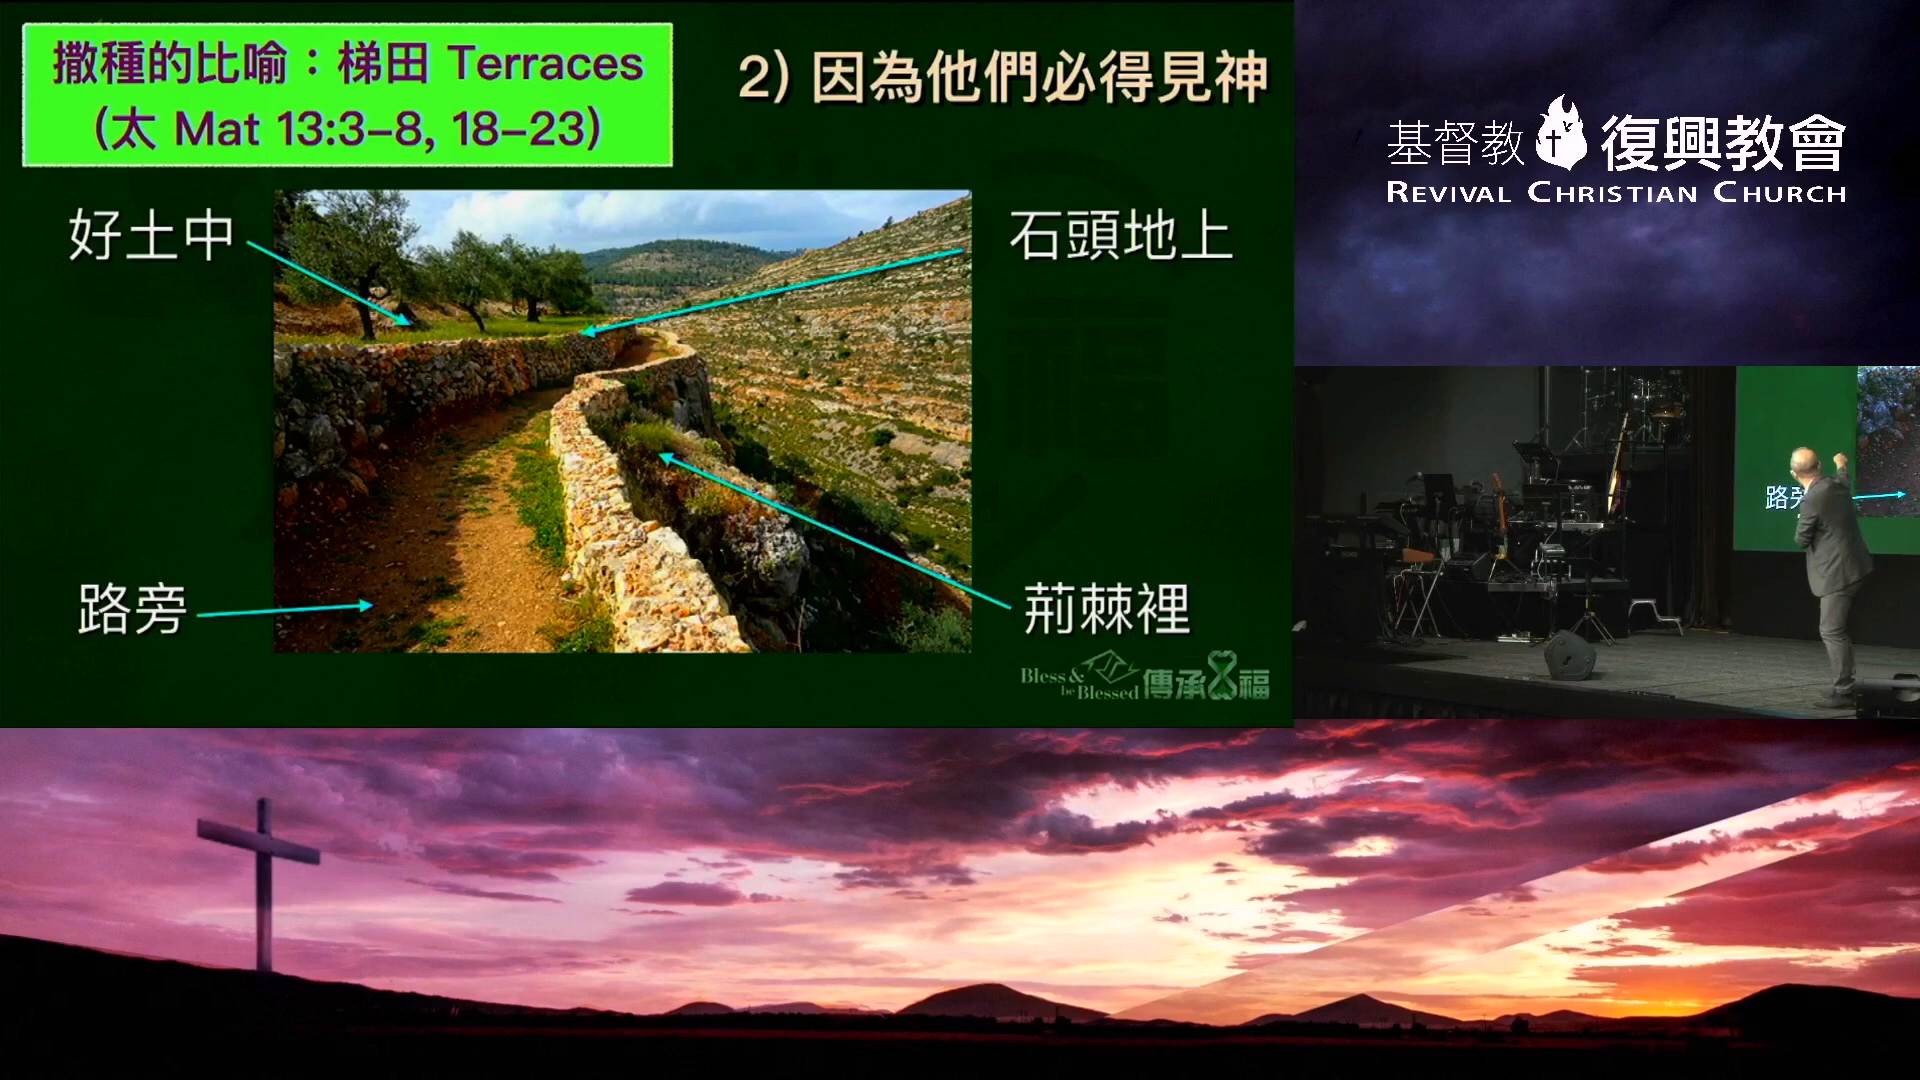 撒種的比喻：梯田 Terraces
(太 Mat 13:3-8, 18-23)
2) 因為他們必得見神
好土中
石頭地上
路旁
荊棘裡
Bless & be Blessed 傳承福
基督教 復興教會
REVIVAL CHRISTIAN CHURCH
路旁